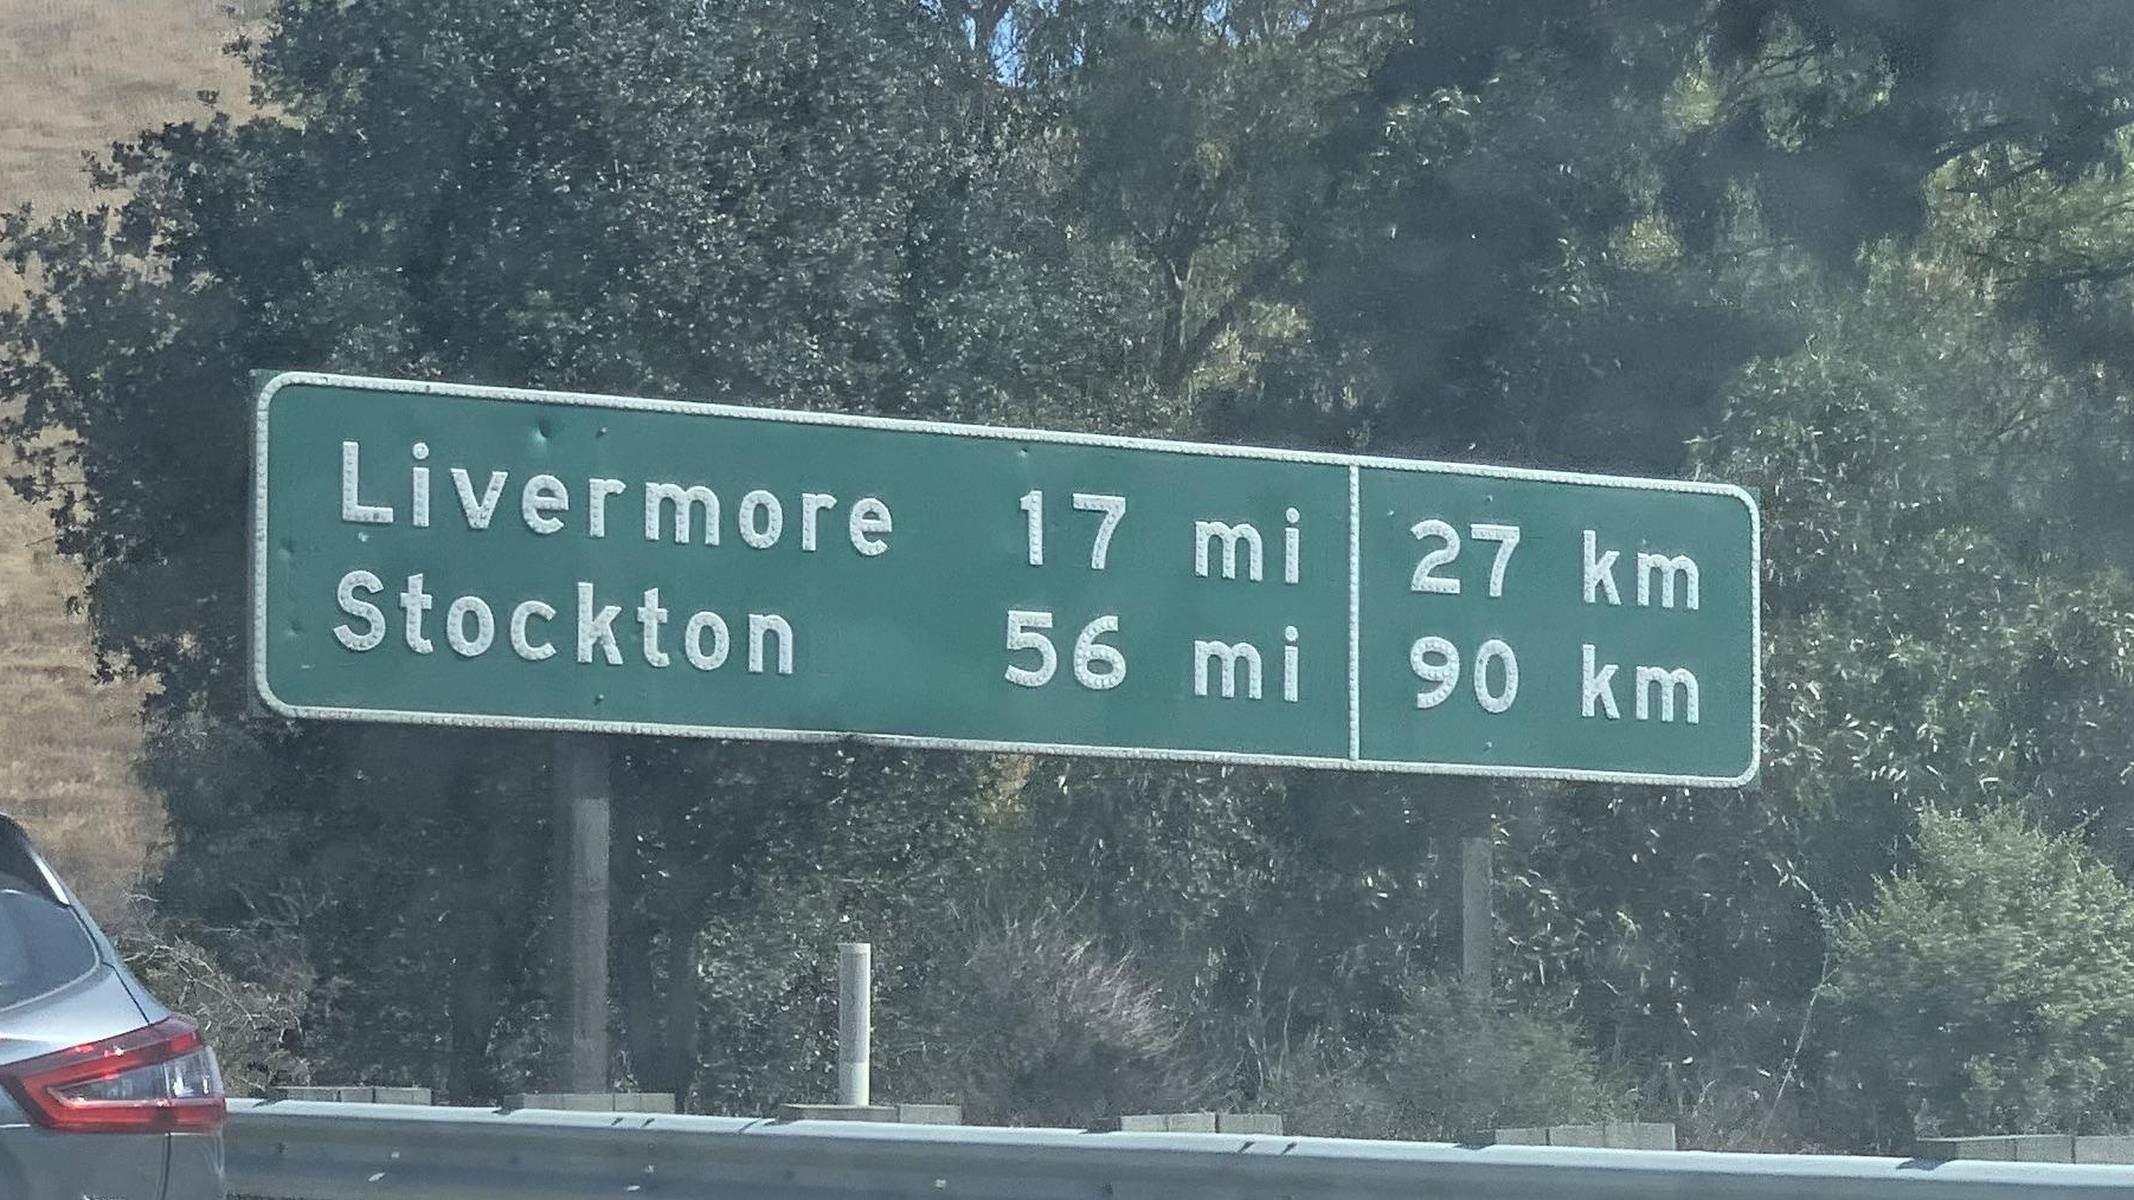 Livermore 17 mi 27 km
Stockton 56 mi 90 km